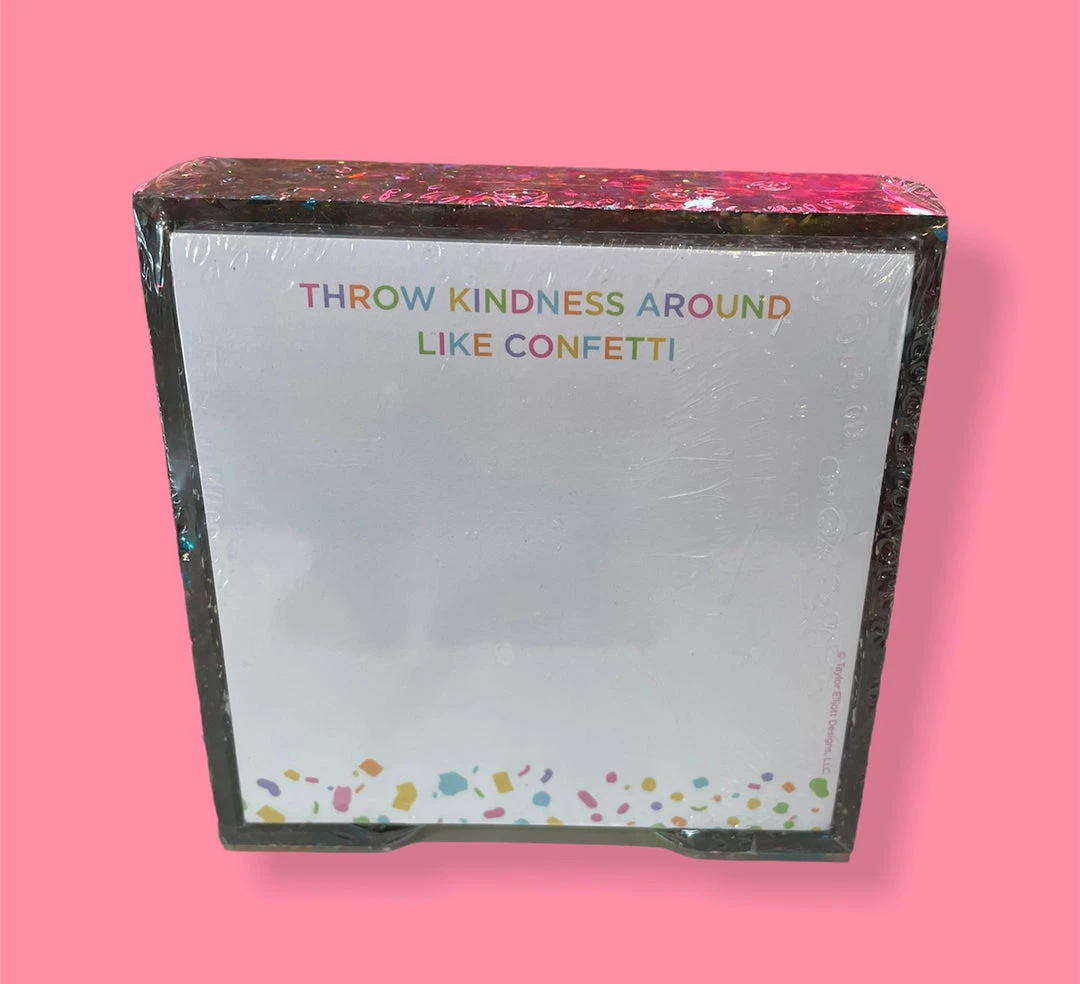 THROW KINDNESS AROUND
LIKE CONFETTI
© Taylor Elliott Designs, LLC